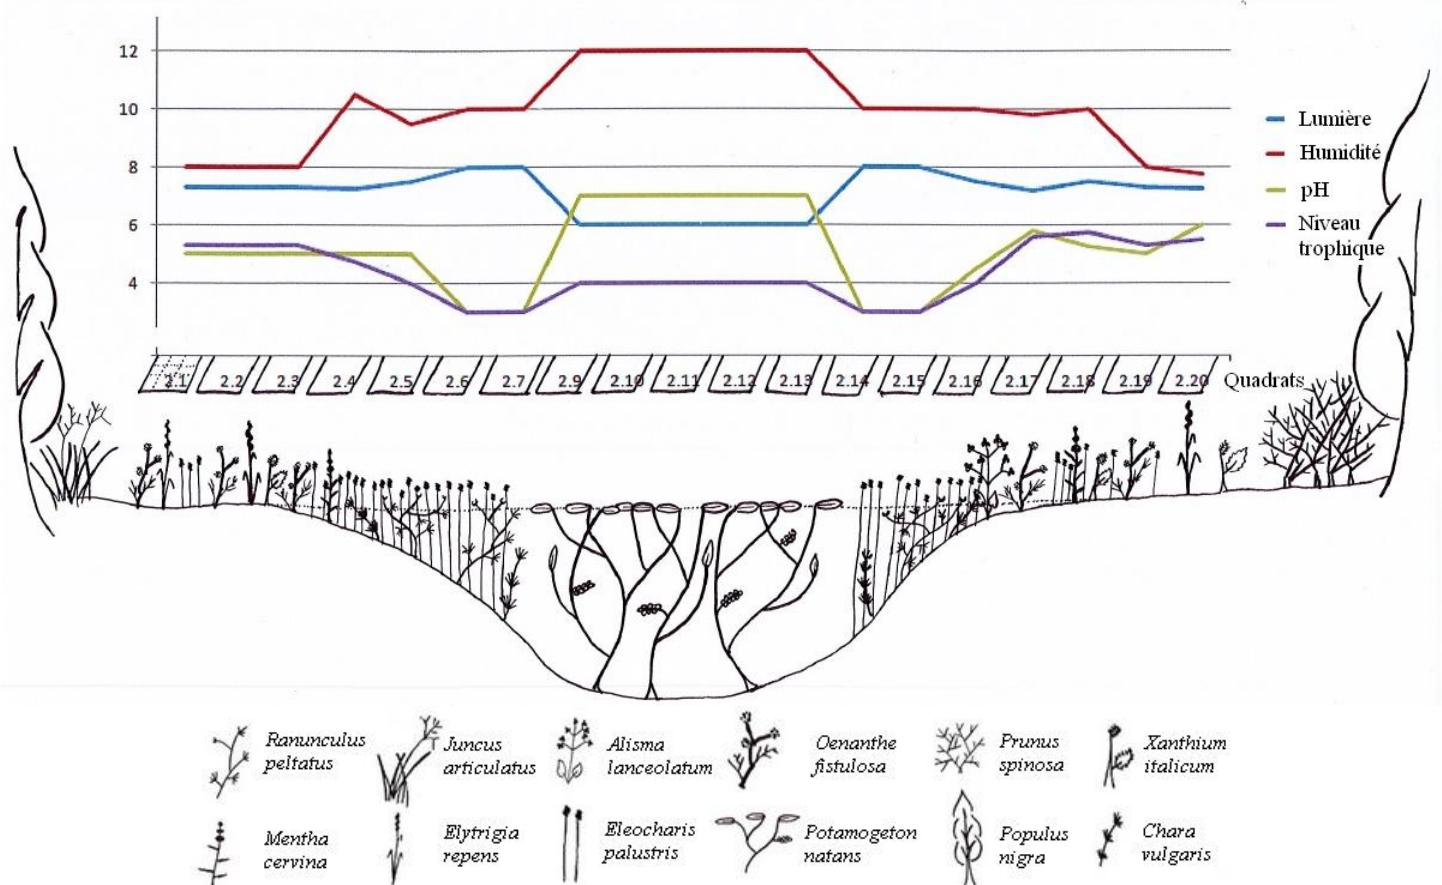 12
10
8
6
4
Lumière
Humidité
pH
Niveau
trophique
2.1 2.2 2.3 2.4 2.5 2.6 2.7 2.9 2.10 2.11 2.12 2.13 2.14 2.15 2.16 2.17 2.18 2.19 2.20 Quadrats
Ranunculus
peltatus
Juncus
articulatus
Alisma
lanceolatum
Oenanthe
fistulosa
Prunus
spinosa
Xanthium
italicum
Mentha
cervina
Elytrigia
repens
Eleocharis
palustris
Potamogeton
natans
Populus
nigra
Chara
vulgaris